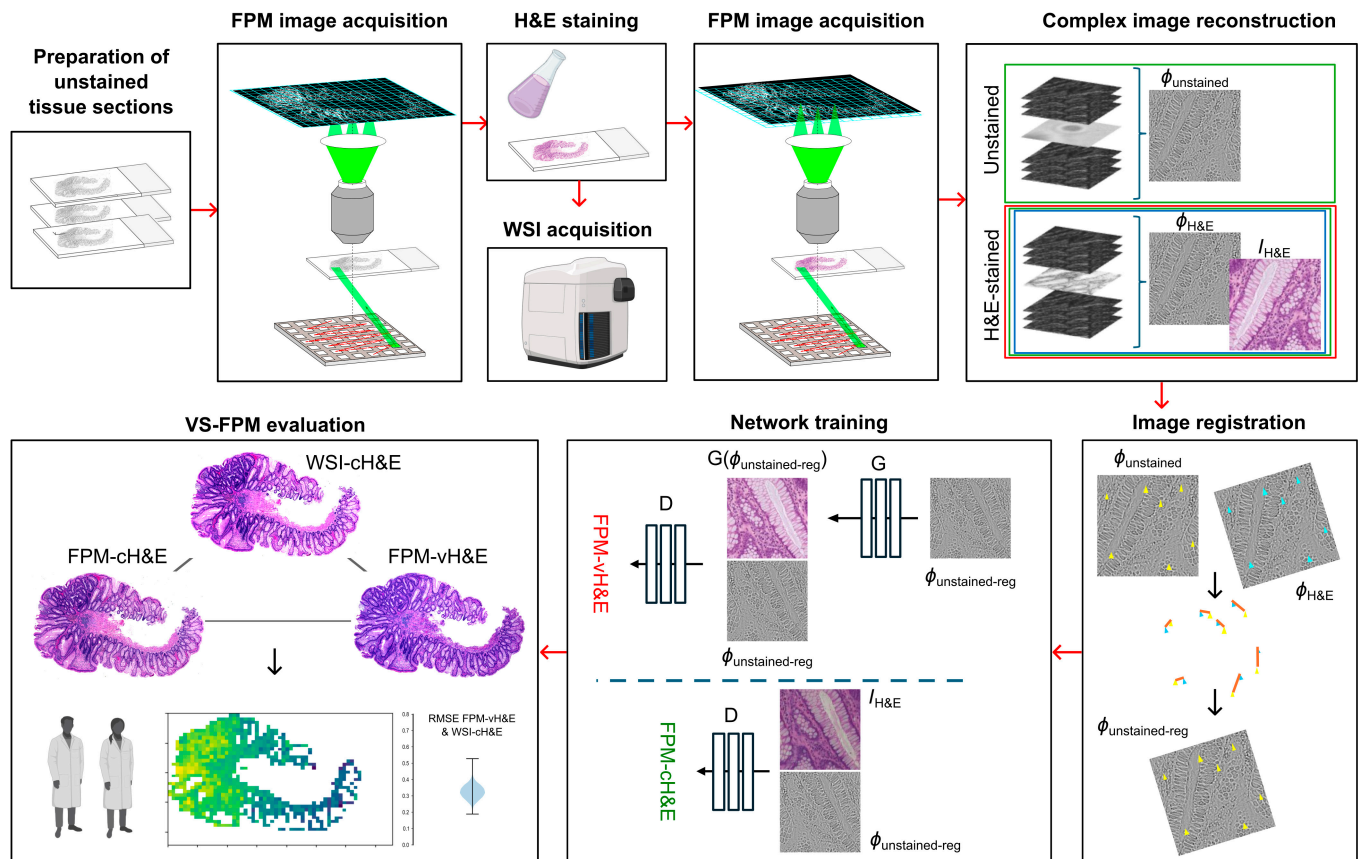 Preparation of
unstained
tissue sections
FPM image acquisition
H&E staining
WSI acquisition
FPM image acquisition
Complex image reconstruction
Unstained
ϕunstained
H&E-stained
ϕH&E
IH&E
VS-FPM evaluation
WSI-cH&E
FPM-cH&E
FPM-vH&E
0.8
0.7
0.6
0.5
0.4
0.3
0.2
0.1
0.0
RMSE FPM-vH&E
& WSI-cH&E
Network training
G(ϕunstained-reg)
G
D
FPM-vH&E
ϕunstained-reg
ϕunstained-reg
IH&E
D
FPM-cH&E
ϕunstained-reg
Image registration
ϕunstained
ϕH&E
ϕunstained-reg